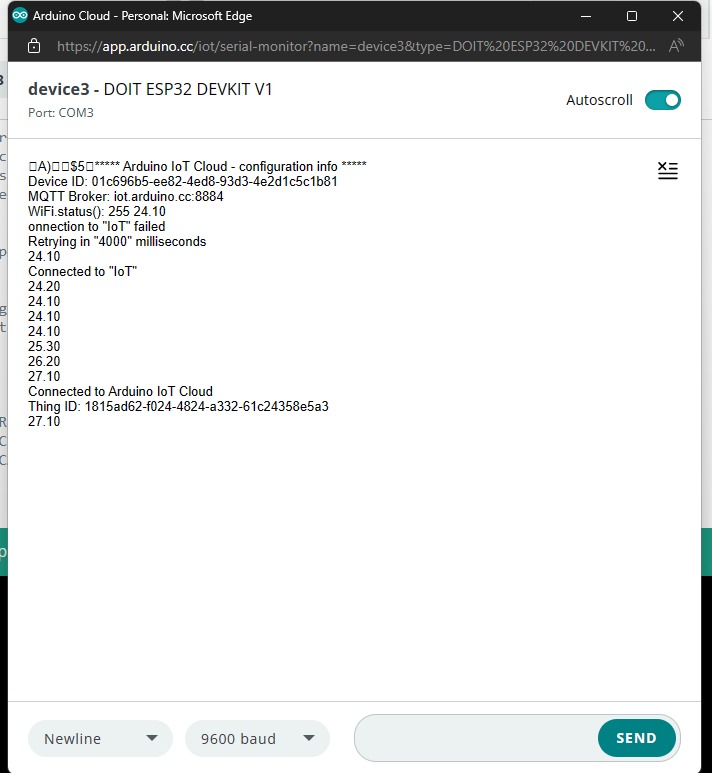 Arduino Cloud - Personal: Microsoft Edge
https://app.arduino.cc/iot/serial-monitor?name=device3&type=DOIT%20ESP32%20DEVKIT%20...
device3 - DOIT ESP32 DEVKIT V1
Autoscroll
Port: COM3
□A)□□$5□***** Arduino IoT Cloud - configuration info *****
Device ID: 01c696b5-ee82-4ed8-93d3-4e2d1c5c1b81
MQTT Broker: iot.arduino.cc:8884
WiFi.status(): 255 24.10
onnection to "IoT" failed
Retrying in "4000" milliseconds
24.10
Connected to "IoT"
24.20
24.10
24.10
24.10
25.30
26.20
27.10
Connected to Arduino IoT Cloud
Thing ID: 1815ad62-f024-4824-a332-61c24358e5a3
27.10
Newline
9600 baud
SEND